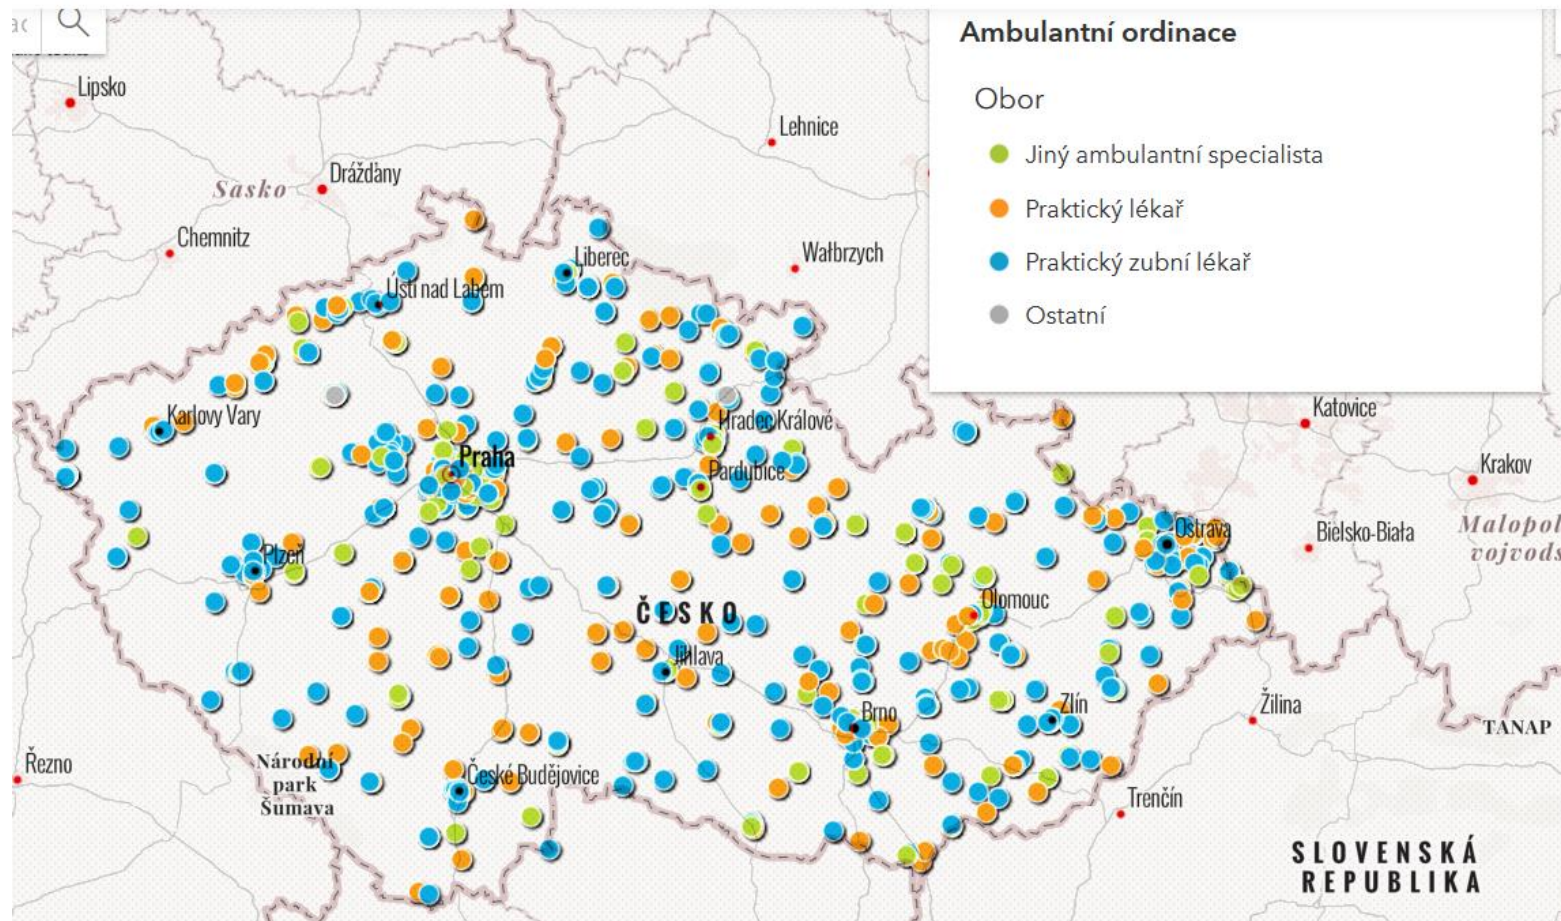 Ambulantní ordinace
Obor
Jiný ambulantní specialista
Praktický lékař
Praktický zubní lékař
Ostatní
Lipsko
Lehnice
Drážďany
Sasko
Chemnitz
Wałbrzych
Liberec
Ústí nad Labem
Karlovy Vary
Hradec Králové
Katovice
Praha
Pardubice
Krakov
Ostrava
Bielsko-Biała
Malopol
vojvods
Plzeň
ČESKO
Olomouc
Jihlava
Brno
Zlín
Žilina
TANAP
Řezno
Národní
park
Šumava
České Budějovice
Trenčín
SLOVENSKÁ
REPUBLIKA